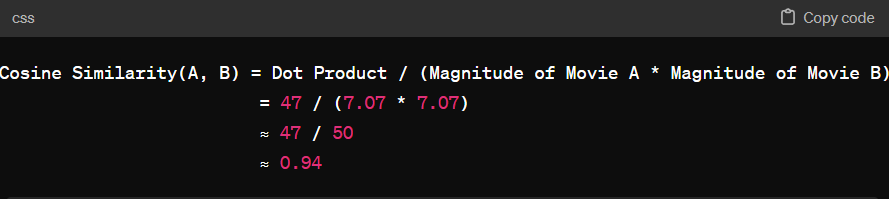 css
Copy code
Cosine Similarity(A, B) = Dot Product / (Magnitude of Movie A * Magnitude of Movie B)
= 47 / (7.07 * 7.07)
≈ 47 / 50
≈ 0.94